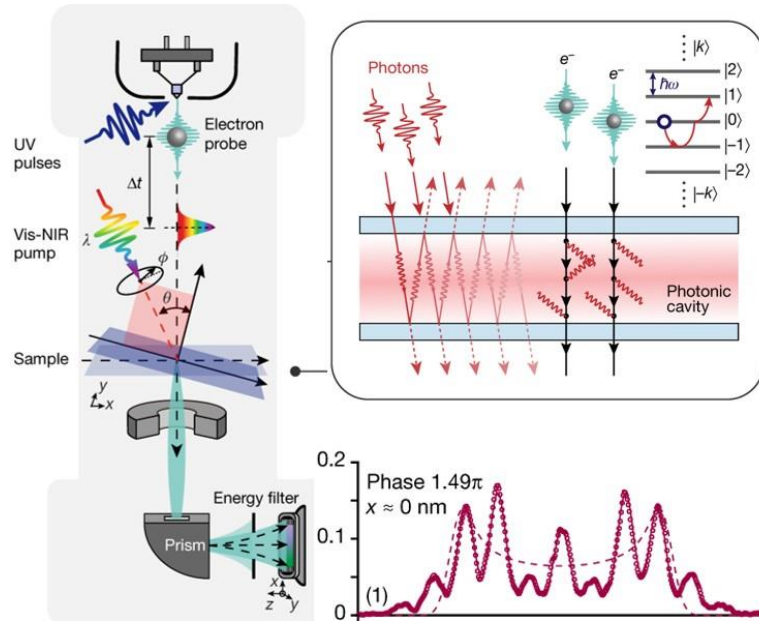 UV
pulses
Electron
probe
Δt
Vis-NIR
pump
λ
ϕ
θ
Sample
y
x
Energy filter
Prism
x
z
y
Photons
e⁻
e⁻
|k⟩
|2⟩
ħω
|1⟩
|0⟩
|−1⟩
|−2⟩
|−k⟩
Photonic
cavity
0.2
Phase 1.49π
x ≈ 0 nm
0.1
(1)
0